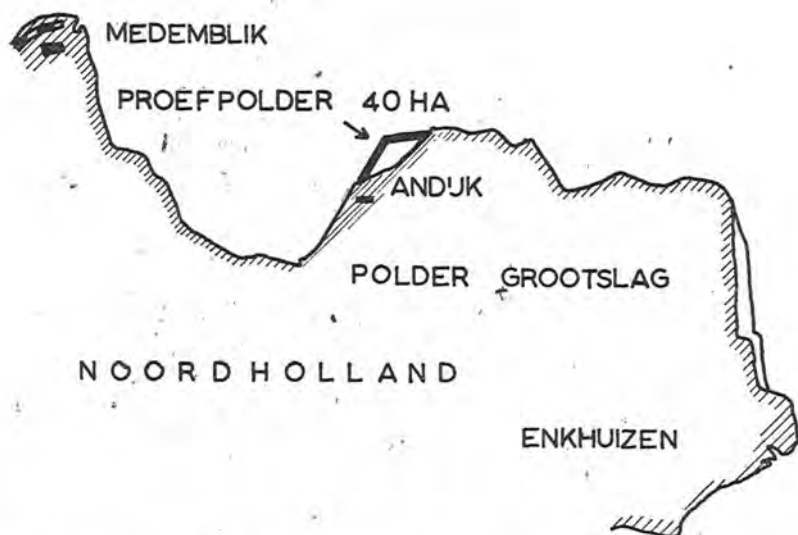 MEDEMBLIK
PROEFPOLDER 40 HA
ANDIJK
POLDER GROOTSLAG
NOORDHOLLAND
ENKHUIZEN